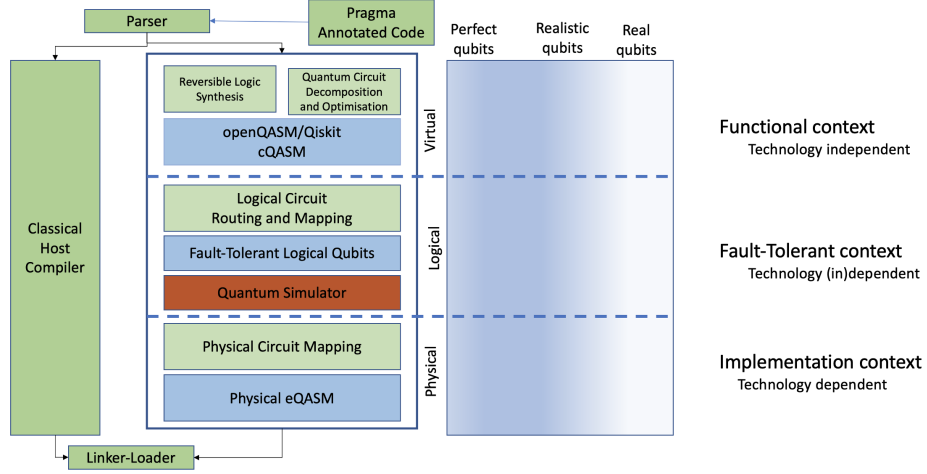 Parser
Pragma
Annotated Code
Perfect
qubits
Realistic
qubits
Real
qubits
Classical
Host
Compiler
Reversible Logic
Synthesis
Quantum Circuit
Decomposition
and Optimisation
openQASM/Qiskit
cQASM
Virtual
Functional context
Technology independent
Logical Circuit
Routing and Mapping
Fault-Tolerant Logical Qubits
Quantum Simulator
Logical
Fault-Tolerant context
Technology (in)dependent
Physical Circuit Mapping
Physical eQASM
Physical
Implementation context
Technology dependent
Linker-Loader